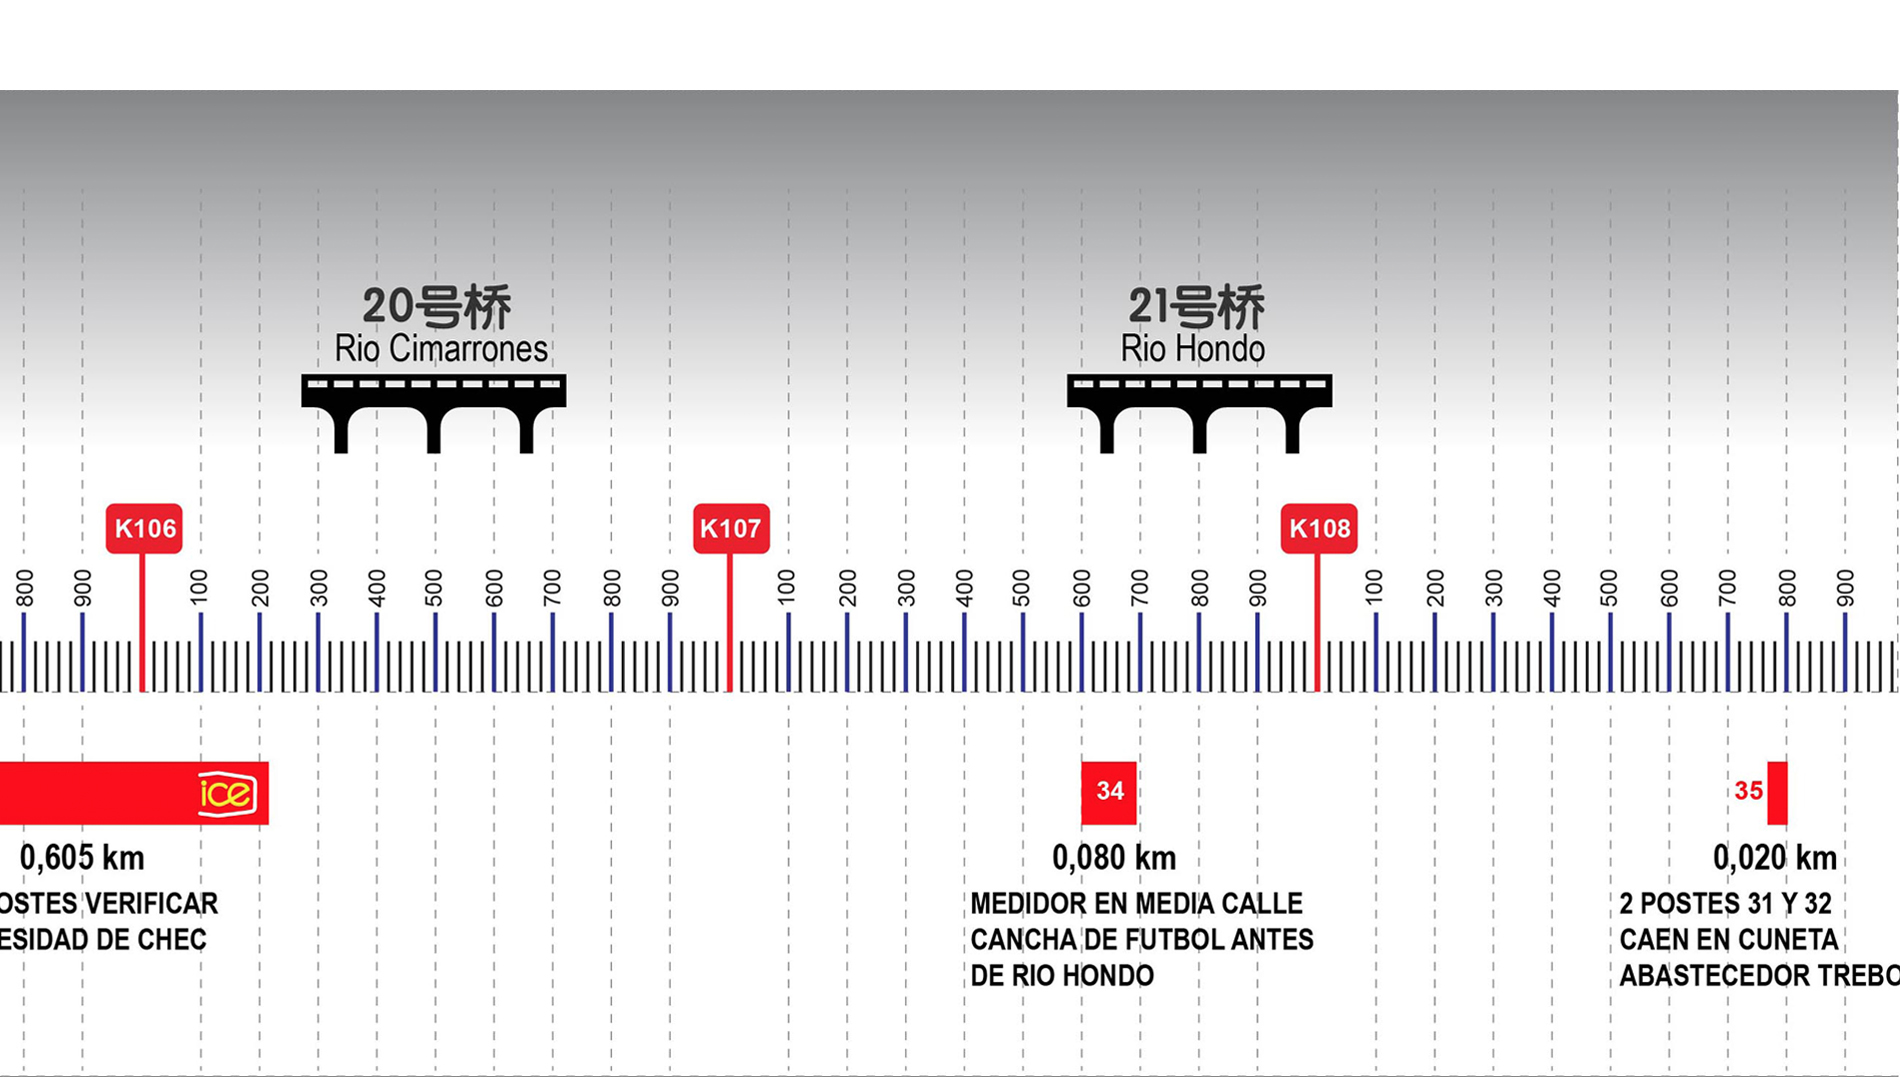 20号桥
Rio Cimarrones
21号桥
Rio Hondo
K106
K107
K108
800 900 100 200 300 400 500 600 700 800 900 100 200 300 400 500 600 700 800 900 100 200 300 400 500 600 700 800 900
ice
34
35
0,605 km
OSTES VERIFICAR
ESIDAD DE CHEC
0,080 km
MEDIDOR EN MEDIA CALLE
CANCHA DE FUTBOL ANTES
DE RIO HONDO
0,020 km
2 POSTES 31 Y 32
CAEN EN CUNETA
ABASTECEDOR TREBO